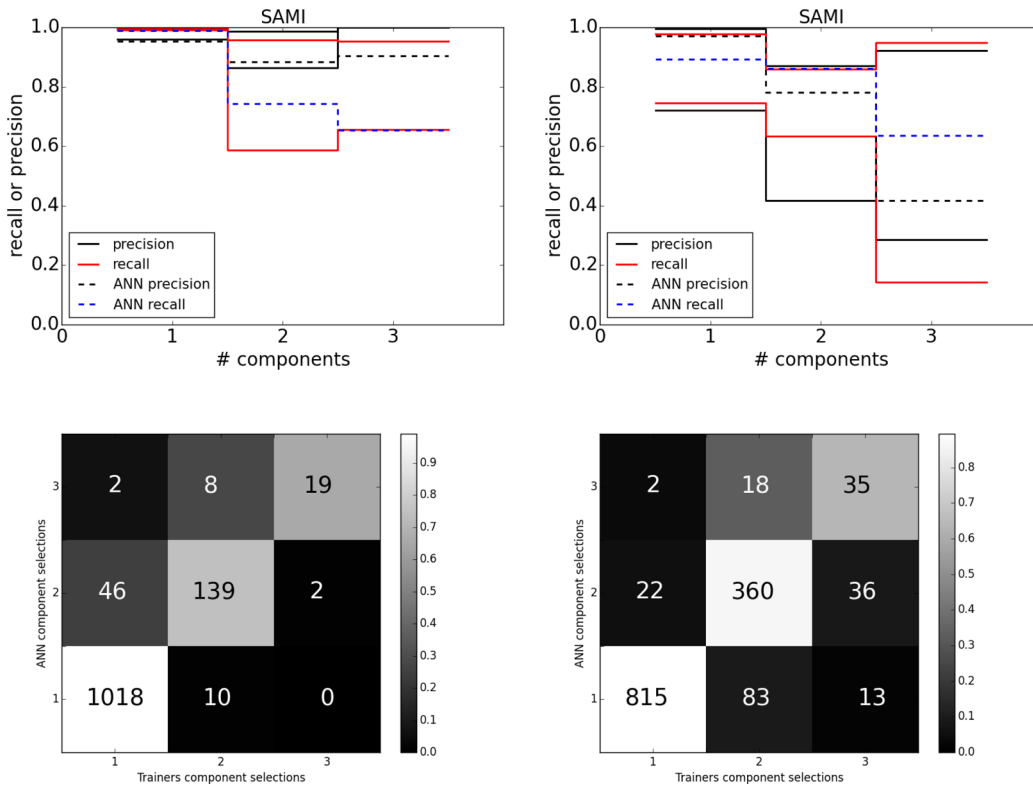 SAMI
1.0
0.8
0.6
0.4
0.2
0.0
recall or precision
precision
recall
ANN precision
ANN recall
0 1 2 3
# components
SAMI
1.0
0.8
0.6
0.4
0.2
0.0
recall or precision
precision
recall
ANN precision
ANN recall
0 1 2 3
# components
ANN component selections
3 2 8 19
2 46 139 2
1 1018 10 0
1 2 3
Trainers component selections
0.9
0.8
0.7
0.6
0.5
0.4
0.3
0.2
0.1
0.0
ANN component selections
3 2 18 35
2 22 360 36
1 815 83 13
1 2 3
Trainers component selections
0.8
0.7
0.6
0.5
0.4
0.3
0.2
0.1
0.0